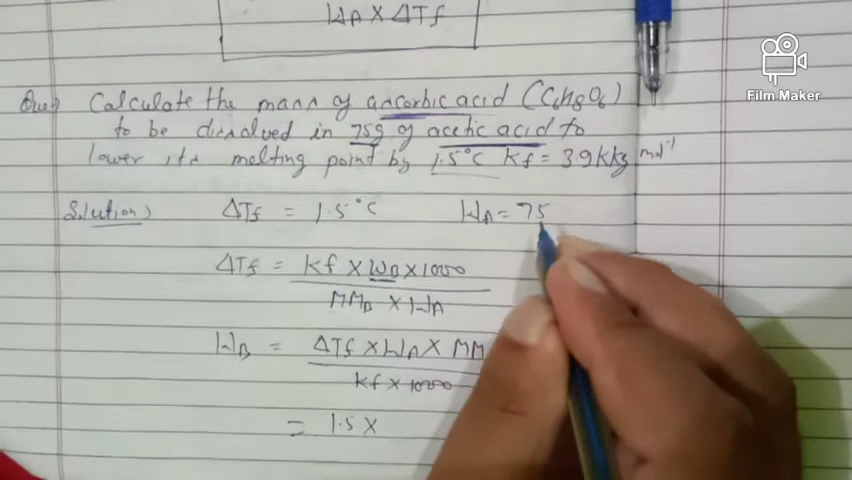 WA X ΔTf
Film Maker
Que) Calculate the mass of ascorbic acid (C6H8O6)
to be dissolved in 75g of acetic acid to
lower its melting point by 1.5°C Kf = 3.9 K kg mol⁻¹
Solution) ΔTf = 1.5°C WA = 75
ΔTf = Kf X WB X 1000
MMB X WA
WB = ΔTf X WA X MM
Kf X 1000
= 1.5 X